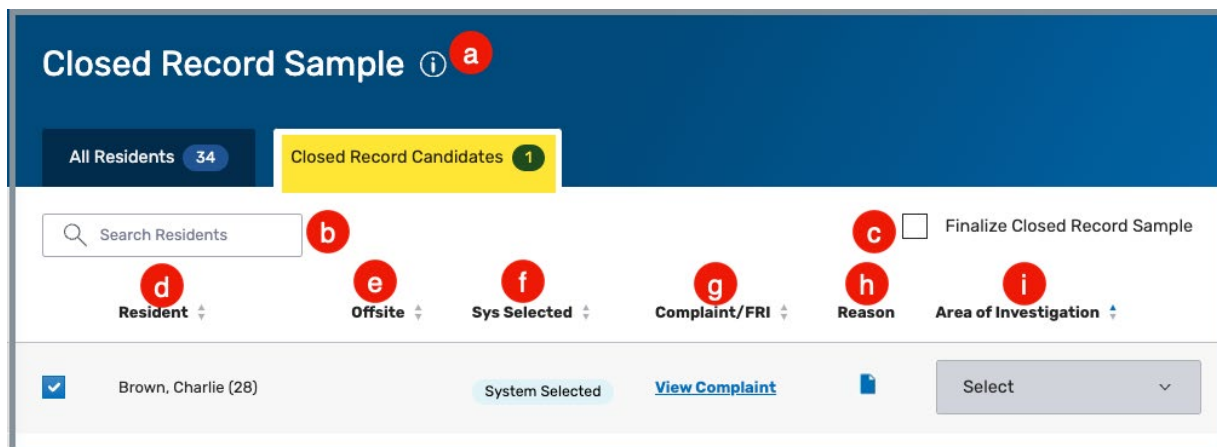 Closed Record Sample a
All Residents 34 Closed Record Candidates 1
Search Residents b c Finalize Closed Record Sample
d e f g h i
Resident Offsite Sys Selected Complaint/FRI Reason Area of Investigation
Brown, Charlie (28) System Selected View Complaint Select